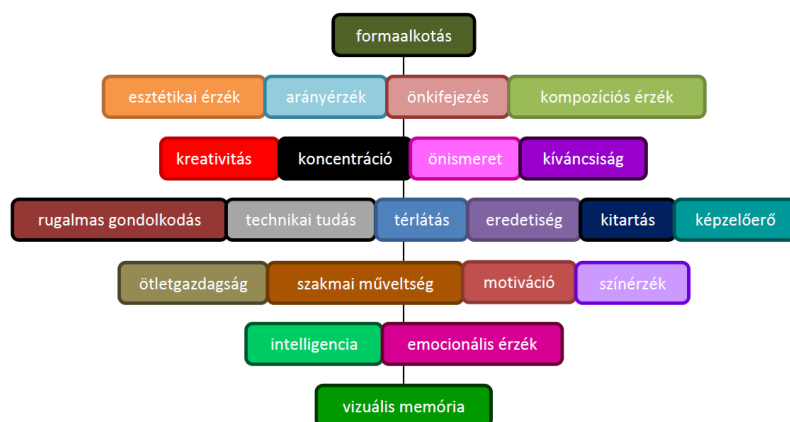 formaalkotás
esztétikai érzék arányérzék önkifejezés kompozíciós érzék
kreativitás koncentráció önismeret kíváncsiság
rugalmas gondolkodás technikai tudás térlátás eredetiség kitartás képzelőerő
ötletgazdagság szakmai műveltség motiváció színérzék
intelligencia emocionális érzék
vizuális memória